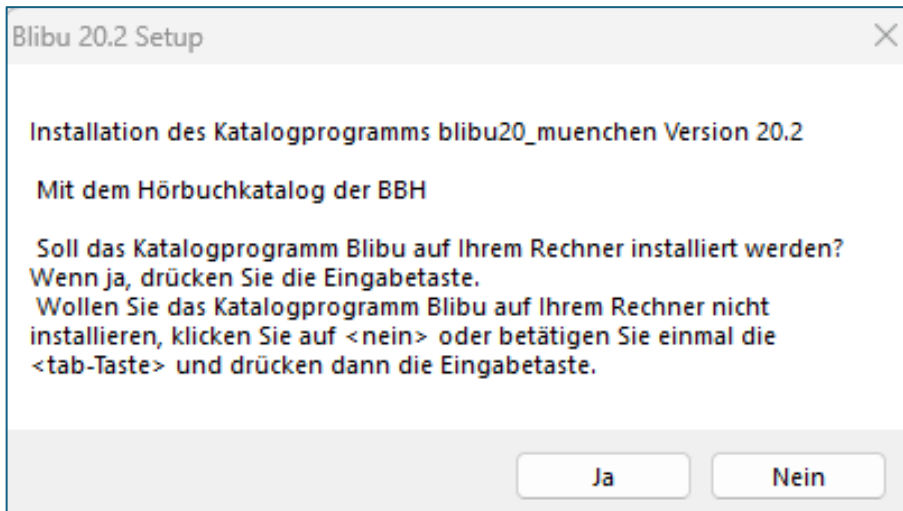 Blibu 20.2 Setup
Installation des Katalogprogramms blibu20_muenchen Version 20.2
Mit dem Hörbuchkatalog der BBH
Soll das Katalogprogramm Blibu auf Ihrem Rechner installiert werden?
Wenn ja, drücken Sie die Eingabetaste.
Wollen Sie das Katalogprogramm Blibu auf Ihrem Rechner nicht
installieren, klicken Sie auf <nein> oder betätigen Sie einmal die
<tab-Taste> und drücken dann die Eingabetaste.
Ja
Nein